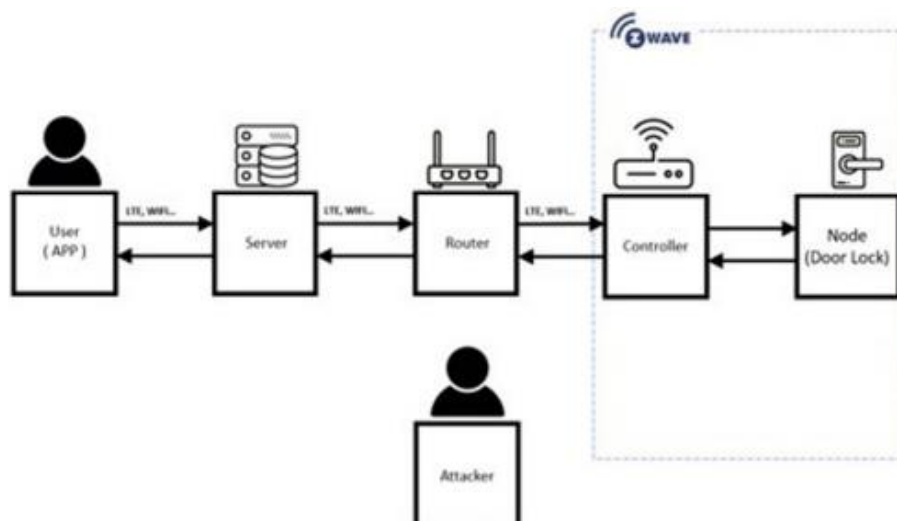 Z WAVE
LTE, WIFI...
LTE, WIFI...
LTE, WIFI...
User
( APP )
Server
Router
Controller
Node
(Door Lock)
Attacker